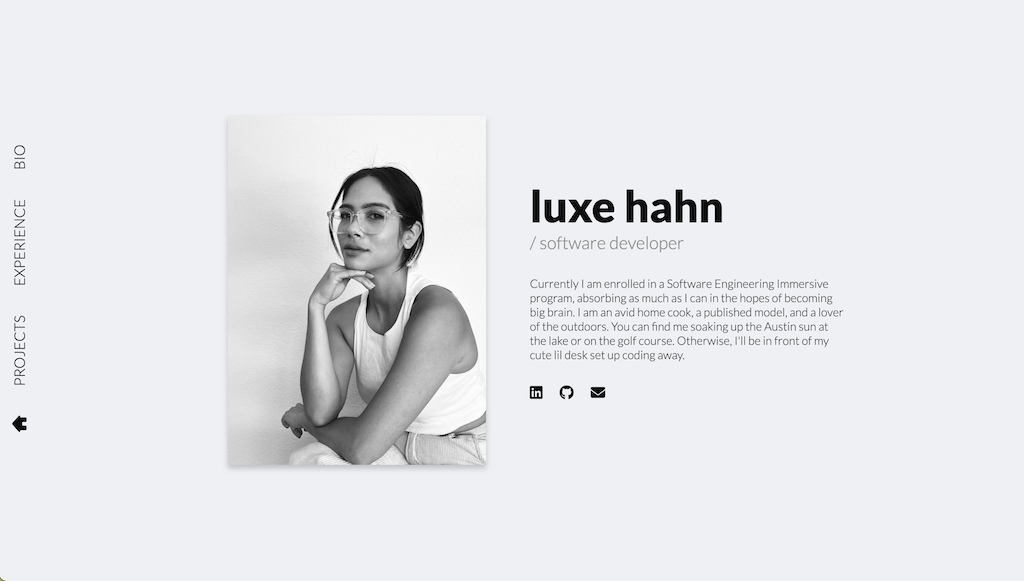 BIO
EXPERIENCE
PROJECTS
luxe hahn
/ software developer
Currently I am enrolled in a Software Engineering Immersive
program, absorbing as much as I can in the hopes of becoming
big brain. I am an avid home cook, a published model, and a lover
of the outdoors. You can find me soaking up the Austin sun at
the lake or on the golf course. Otherwise, I'll be in front of my
cute lil desk set up coding away.